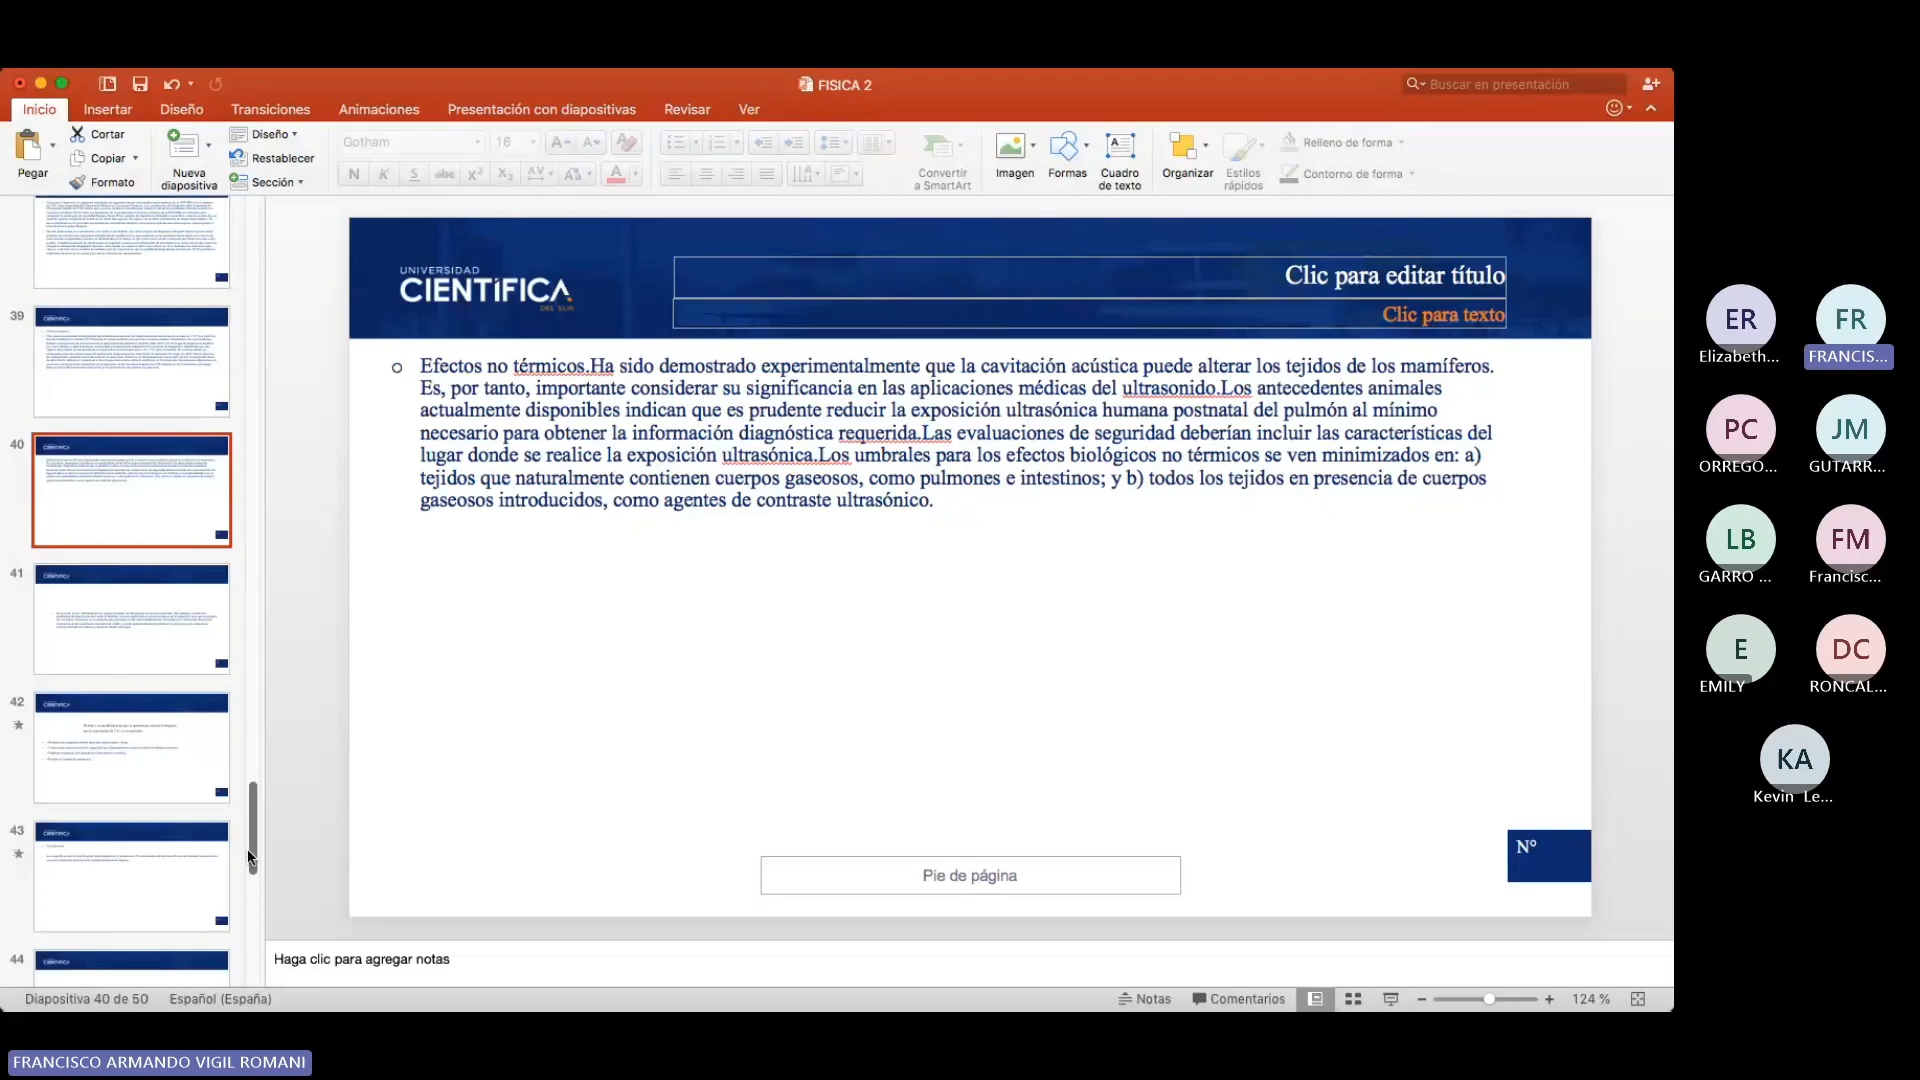 FISICA 2
Buscar en presentación
Inicio Insertar Diseño Transiciones Animaciones Presentación con diapositivas Revisar Ver
Pegar
Cortar
Copiar
Formato
Nueva
diapositiva
Diseño
Restablecer
Sección
Gotham 16
N K S abc X² X₂ AV Aa A
Convertir
a SmartArt
Imagen
Formas
Cuadro
de texto
Organizar
Estilos
rápidos
Relleno de forma
Contorno de forma
39
40
41
42
43
44
UNIVERSIDAD
CIENTÍFICA
DEL SUR
Clic para editar título
Clic para texto
Efectos no térmicos.Ha sido demostrado experimentalmente que la cavitación acústica puede alterar los tejidos de los mamíferos.
Es, por tanto, importante considerar su significancia en las aplicaciones médicas del ultrasonido.Los antecedentes animales
actualmente disponibles indican que es prudente reducir la exposición ultrasónica humana postnatal del pulmón al mínimo
necesario para obtener la información diagnóstica requerida.Las evaluaciones de seguridad deberían incluir las características del
lugar donde se realice la exposición ultrasónica.Los umbrales para los efectos biológicos no térmicos se ven minimizados en: a)
tejidos que naturalmente contienen cuerpos gaseosos, como pulmones e intestinos; y b) todos los tejidos en presencia de cuerpos
gaseosos introducidos, como agentes de contraste ultrasónico.
Pie de página
Nº
Haga clic para agregar notas
Diapositiva 40 de 50 Español (España) Notas Comentarios 124 %
ER
Elizabeth...
FR
FRANCIS...
PC
ORREGO...
JM
GUTARR...
LB
GARRO ...
FM
Francisc...
E
EMILY
DC
RONCAL...
KA
Kevin Le...
FRANCISCO ARMANDO VIGIL ROMANI